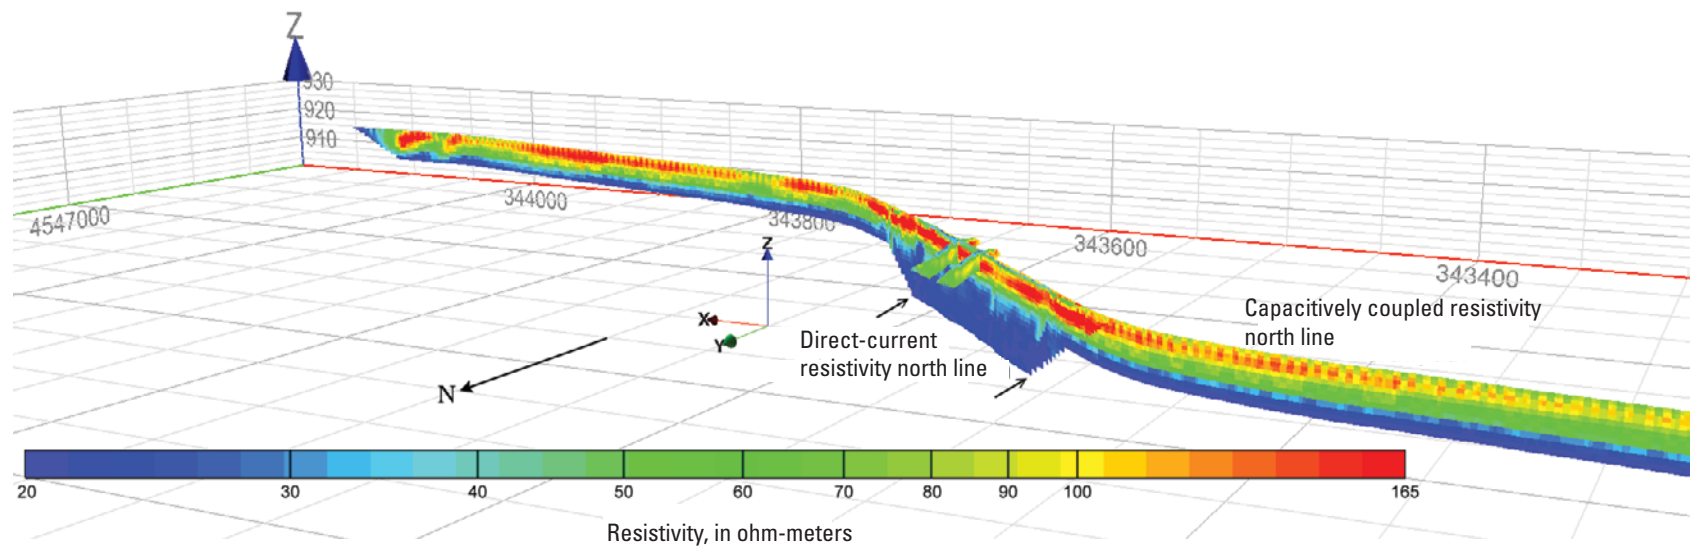 Z
930
920
910
4547000
344000
343800
343600
343400
Z
X
Y
N
Direct-current
resistivity north line
Capacitively coupled resistivity
north line
20 30 40 50 60 70 80 90 100 165
Resistivity, in ohm-meters